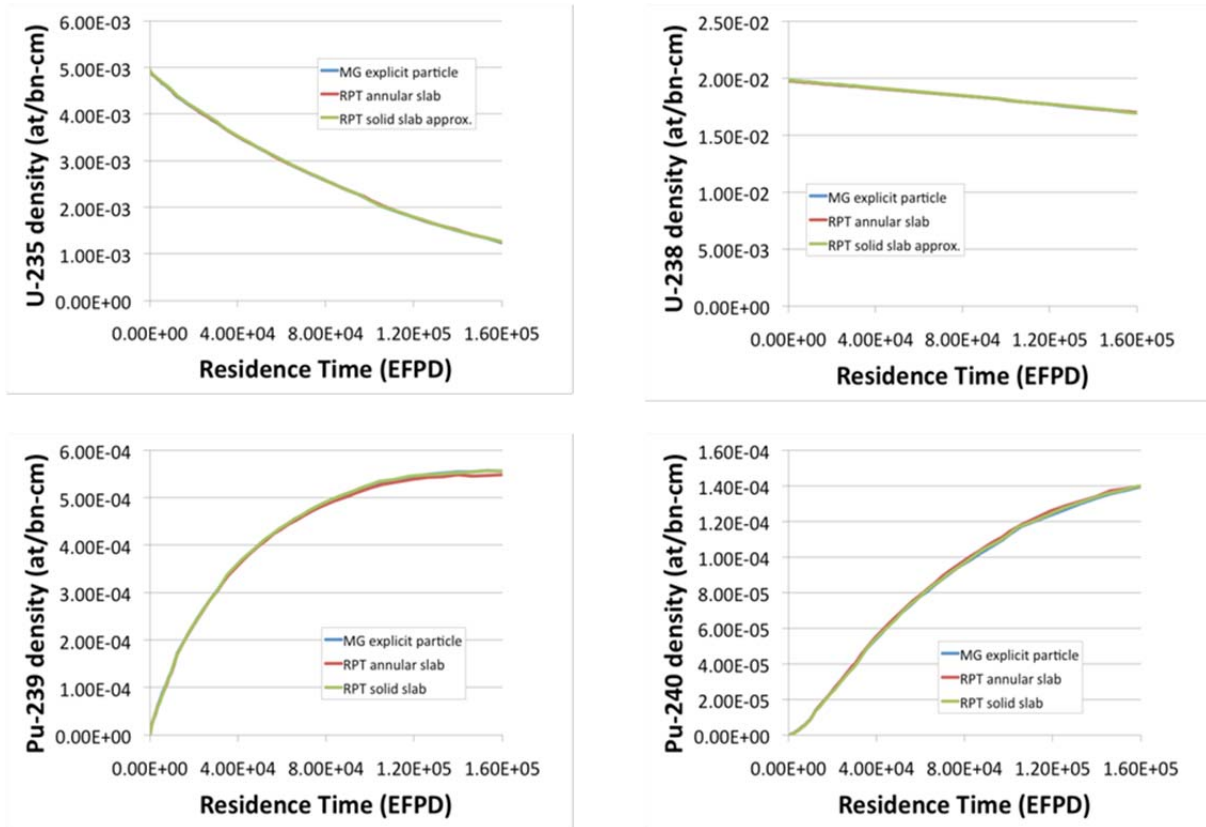 U-235 density (at/bn-cm)
6.00E-03
5.00E-03
4.00E-03
3.00E-03
2.00E-03
1.00E-03
0.00E+00
MG explicit particle
RPT annular slab
RPT solid slab approx.
0.00E+00 4.00E+04 8.00E+04 1.20E+05 1.60E+05
Residence Time (EFPD)
U-238 density (at/bn-cm)
2.50E-02
2.00E-02
1.50E-02
1.00E-02
5.00E-03
0.00E+00
MG explicit particle
RPT annular slab
RPT solid slab approx.
0.00E+00 4.00E+04 8.00E+04 1.20E+05 1.60E+05
Residence Time (EFPD)
Pu-239 density (at/bn-cm)
6.00E-04
5.00E-04
4.00E-04
3.00E-04
2.00E-04
1.00E-04
0.00E+00
MG explicit particle
RPT annular slab
RPT solid slab
0.00E+00 4.00E+04 8.00E+04 1.20E+05 1.60E+05
Residence Time (EFPD)
Pu-240 density (at/bn-cm)
1.60E-04
1.40E-04
1.20E-04
1.00E-04
8.00E-05
6.00E-05
4.00E-05
2.00E-05
0.00E+00
MG explicit particle
RPT annular slab
RPT solid slab
0.00E+00 4.00E+04 8.00E+04 1.20E+05 1.60E+05
Residence Time (EFPD)